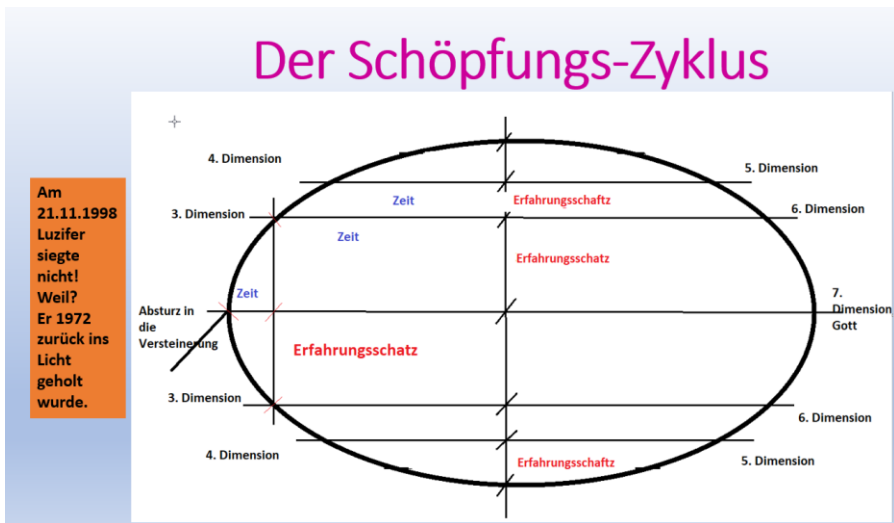 Der Schöpfungs-Zyklus
Am
21.11.1998
Luzifer
siegte
nicht!
Weil?
Er 1972
zurück ins
Licht
geholt
wurde.
4. Dimension
5. Dimension
Zeit
Erfahrungsschaftz
3. Dimension
6. Dimension
Zeit
Erfahrungsschatz
Zeit
7.
Dimension
Gott
Absturz in
die
Versteinerung
Erfahrungsschatz
3. Dimension
6. Dimension
4. Dimension
Erfahrungsschaftz
5. Dimension